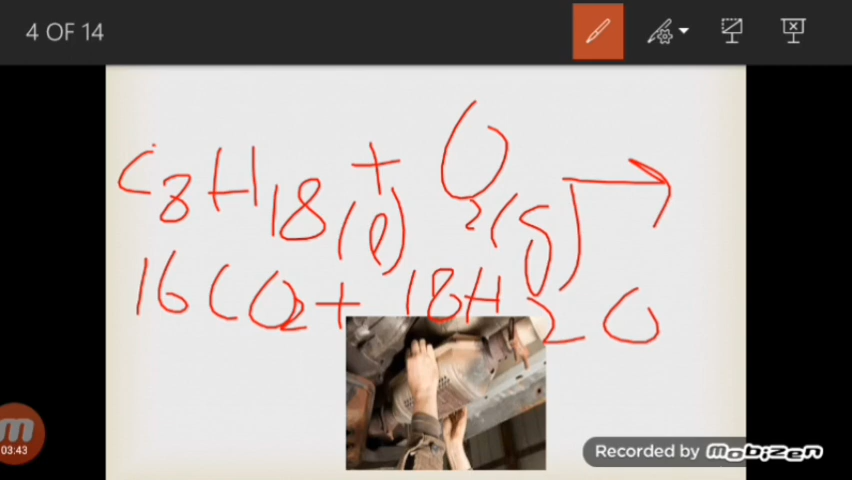 4 OF 14
C8H18(l) + O2(g) →
16CO2 + 18H2O
03:43
Recorded by mobizen